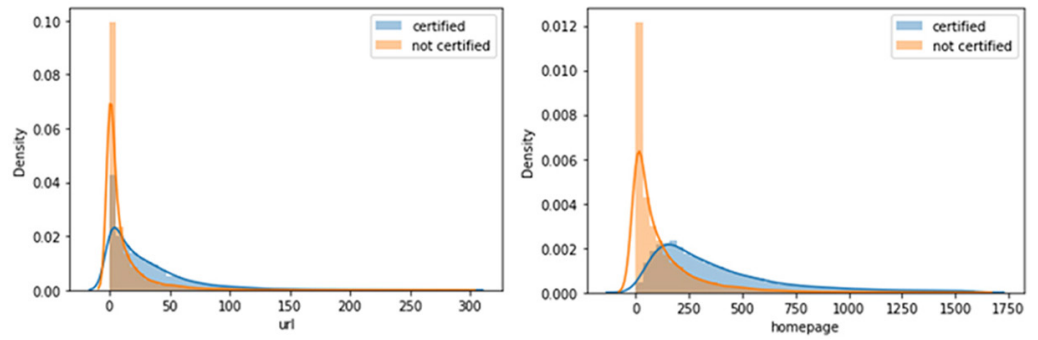 certified
not certified
0.10
0.08
0.06
0.04
0.02
0.00
Density
0 50 100 150 200 250 300
url
certified
not certified
0.012
0.010
0.008
0.006
0.004
0.002
0.000
Density
0 250 500 750 1000 1250 1500 1750
homepage